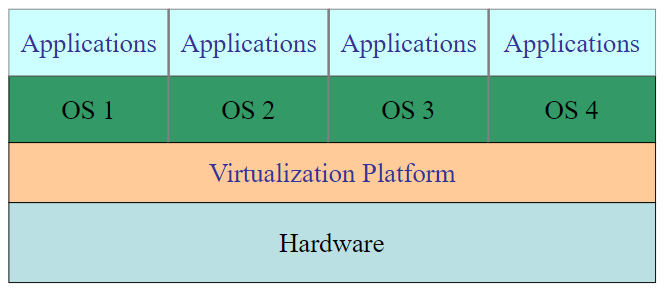 Applications Applications Applications Applications
OS 1 OS 2 OS 3 OS 4
Virtualization Platform
Hardware